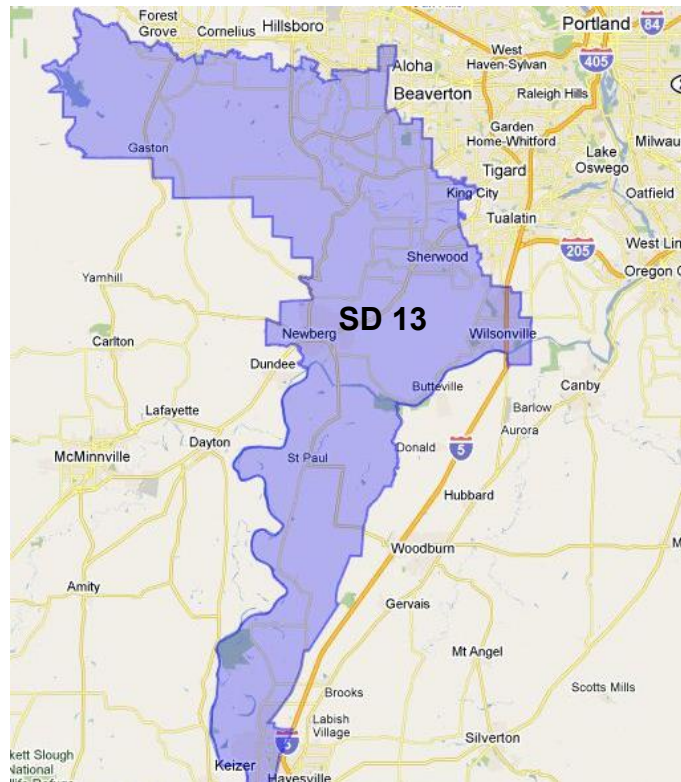 Forest
Grove
Cornelius
Hillsboro
Portland
84
West
Haven-Sylvan
405
Aloha
Beaverton
Raleigh Hills
Garden
Home-Whitford
Milwau
Gaston
Lake
Oswego
Tigard
King City
Oatfield
Tualatin
West Lin
Sherwood
205
Oregon C
Yamhill
SD 13
Carlton
Newberg
Wilsonville
Dundee
Butteville
Canby
Lafayette
Barlow
Aurora
Dayton
Donald
5
McMinnville
St Paul
Hubbard
Woodburn
M
Amity
Gervais
Mt Angel
Scotts Mills
Brooks
Labish
Village
5
Silverton
Keizer
Hayesville
kett Slough
National